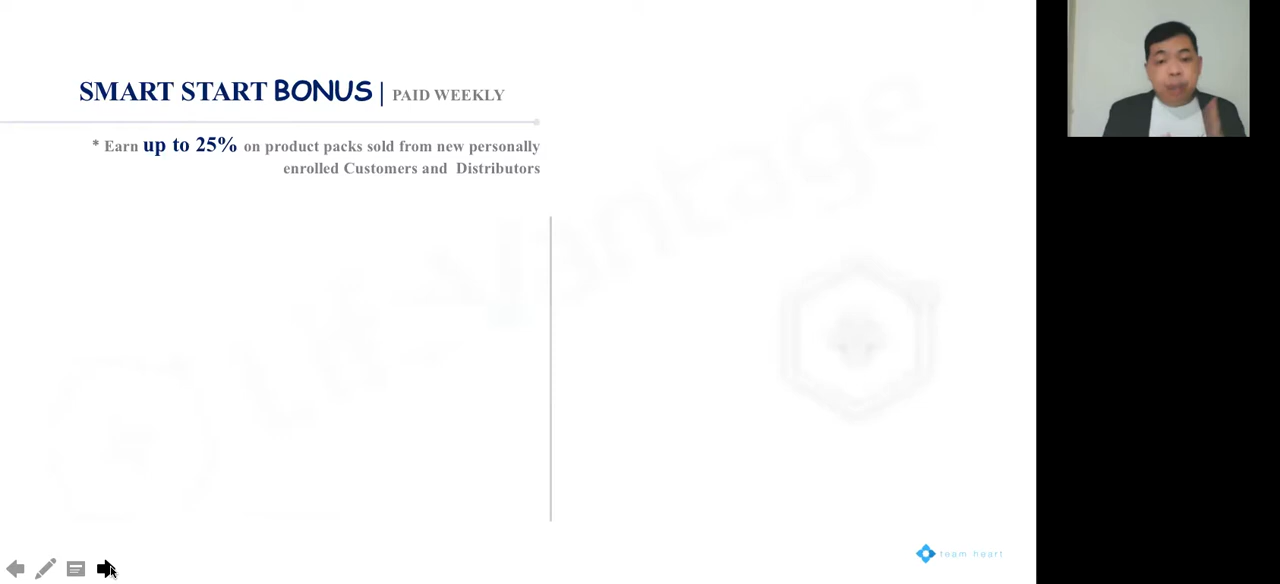 SMART START BONUS | PAID WEEKLY
* Earn up to 25% on product packs sold from new personally
enrolled Customers and Distributors
LifeVantage
team heart